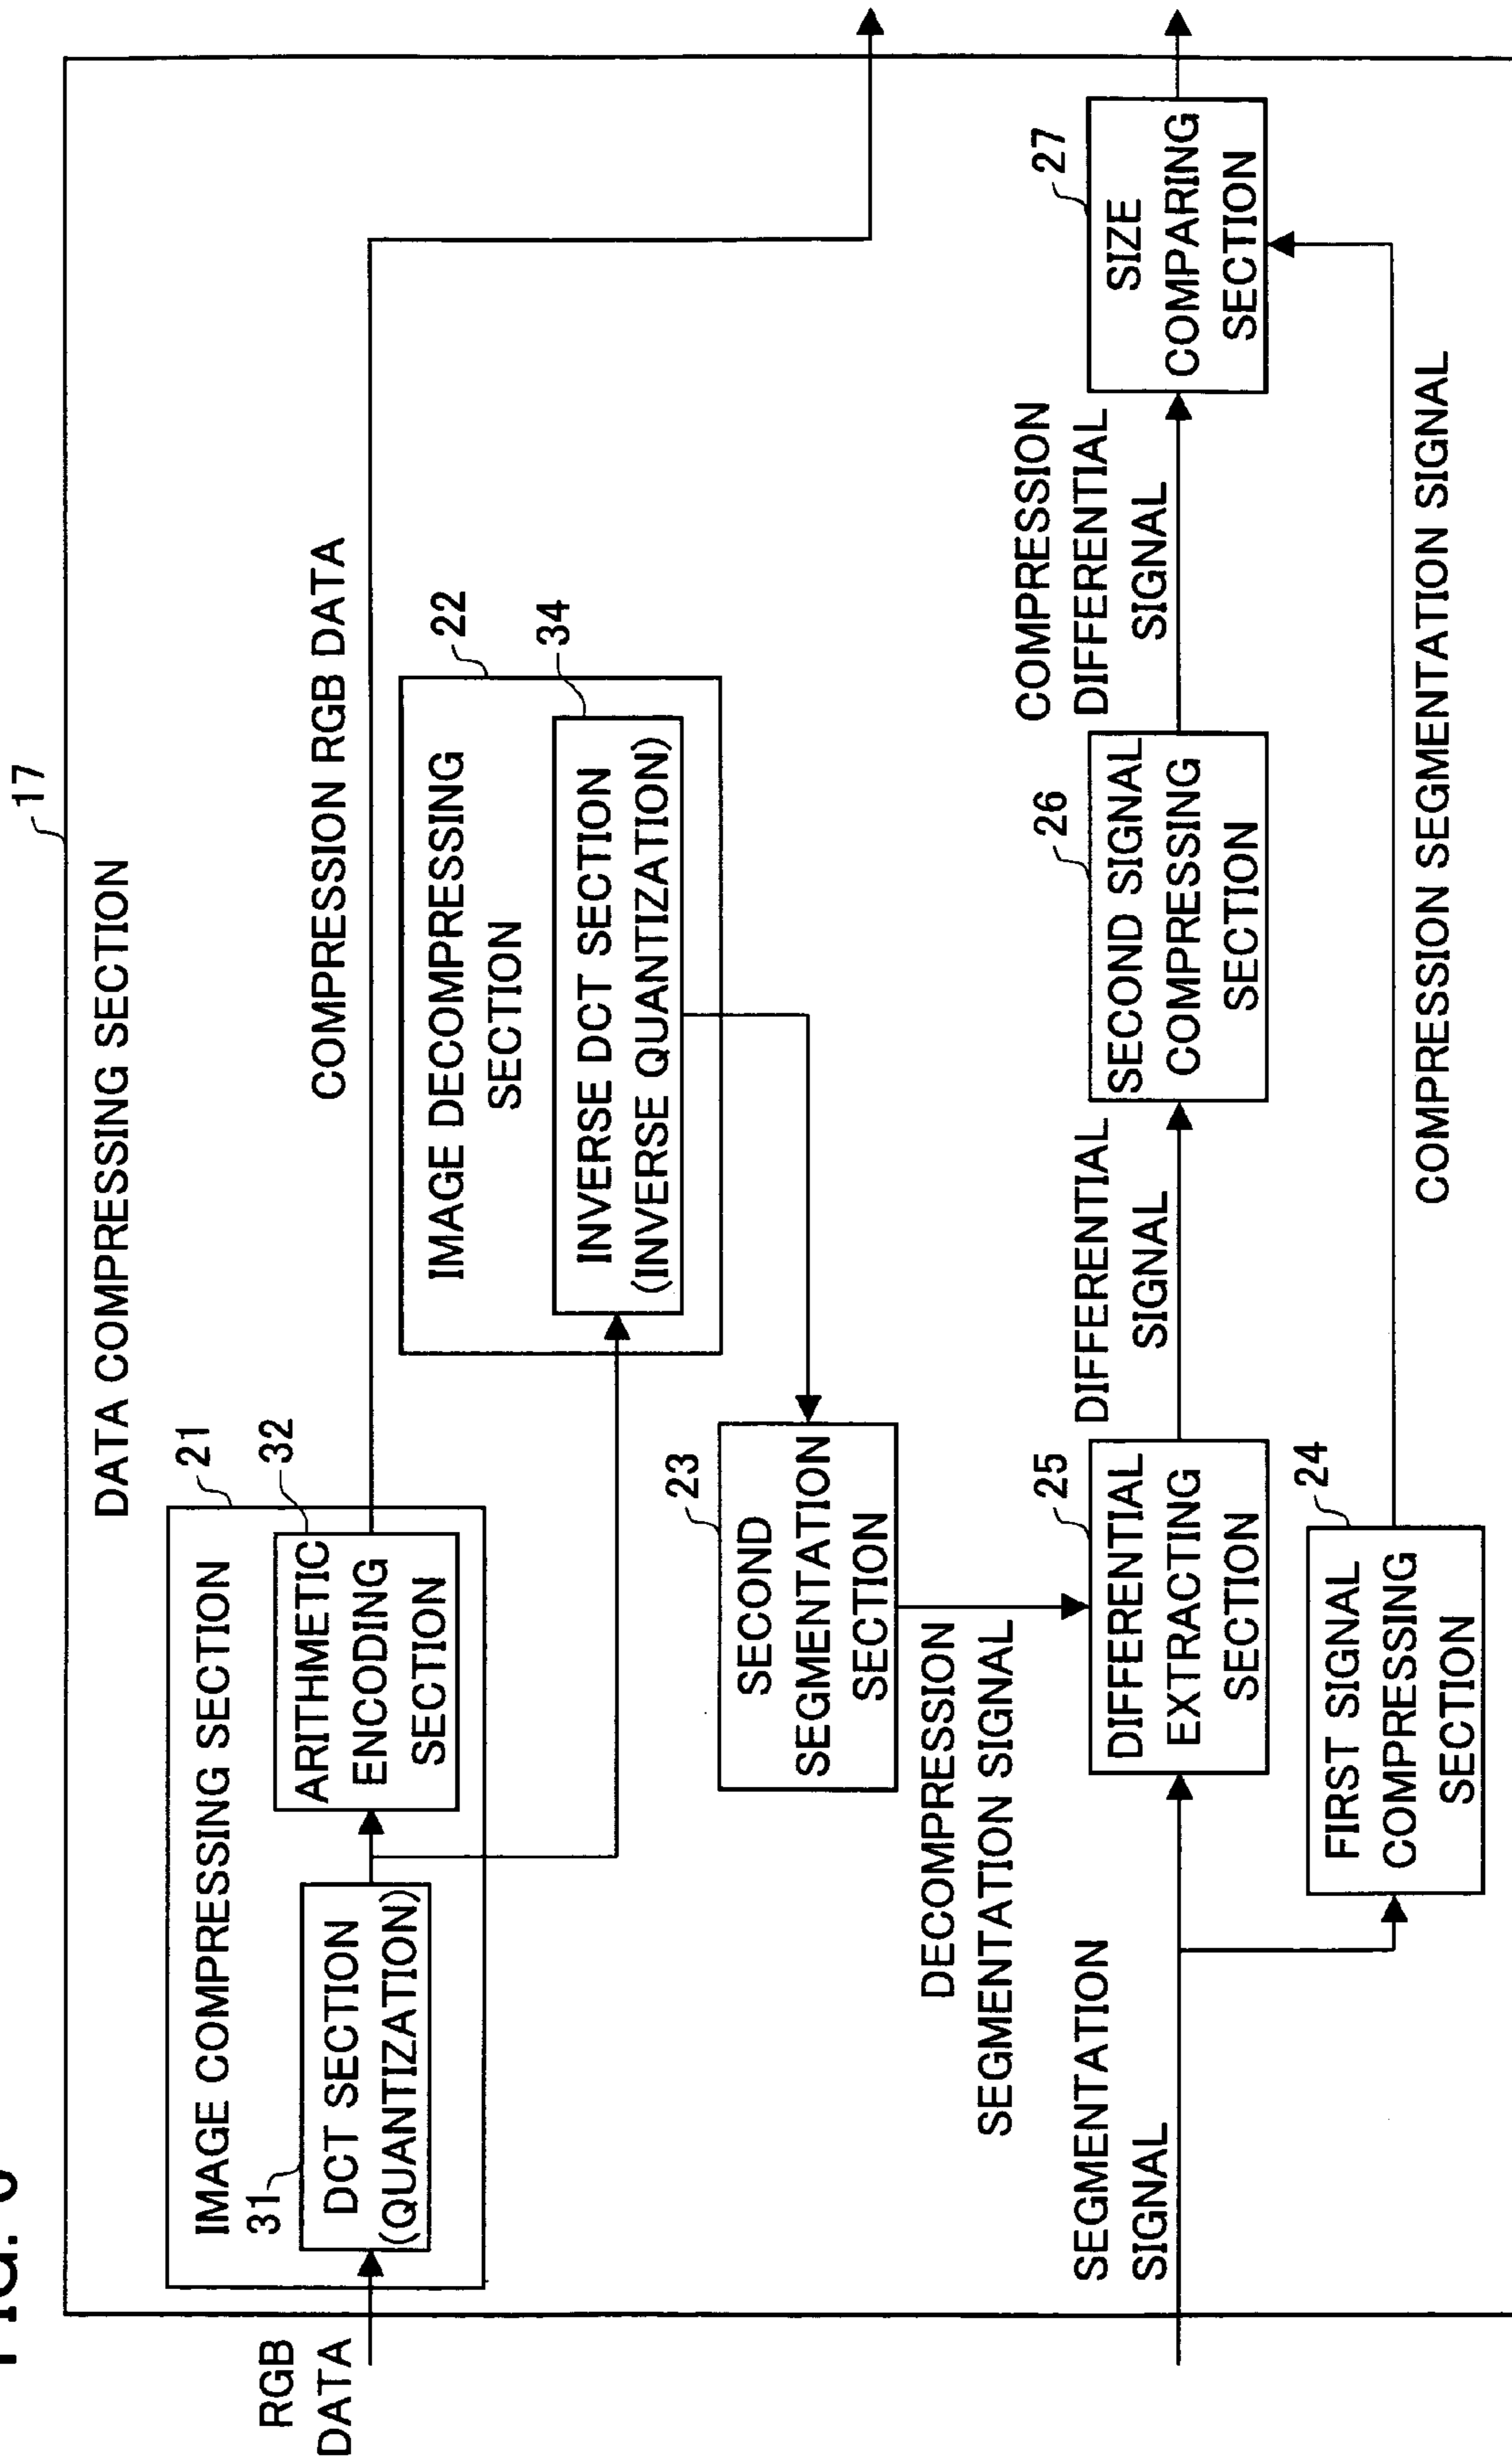 17
DATA COMPRESSING SECTION
RGB
DATA
21
IMAGE COMPRESSING SECTION
31
DCT SECTION
(QUANTIZATION)
32
ARITHMETIC
ENCODING
SECTION
COMPRESSION RGB DATA
22
IMAGE DECOMPRESSING
SECTION
34
INVERSE DCT SECTION
(INVERSE QUANTIZATION)
23
SECOND
SEGMENTATION
SECTION
DECOMPRESSION
SEGMENTATION SIGNAL
SEGMENTATION
SIGNAL
25
DIFFERENTIAL
EXTRACTING
SECTION
DIFFERENTIAL
SIGNAL
26
SECOND SIGNAL
COMPRESSING
SECTION
COMPRESSION
DIFFERENTIAL
SIGNAL
27
SIZE
COMPARING
SECTION
24
FIRST SIGNAL
COMPRESSING
SECTION
COMPRESSION SEGMENTATION SIGNAL